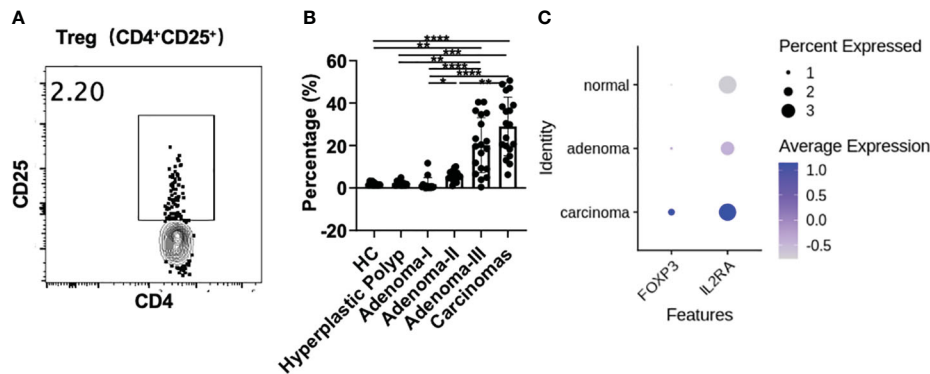 A
Treg (CD4+CD25+)
2.20
CD25
CD4
B
****
**
***
**
****
****
*
**
60
40
20
0
-20
Percentage (%)
HC
Hyperplastic Polyp
Adenoma-I
Adenoma-II
Adenoma-III
Carcinomas
C
normal
adenoma
carcinoma
Identity
FOXP3
IL2RA
Features
Percent Expressed
1
2
3
Average Expression
1.0
0.5
0.0
-0.5